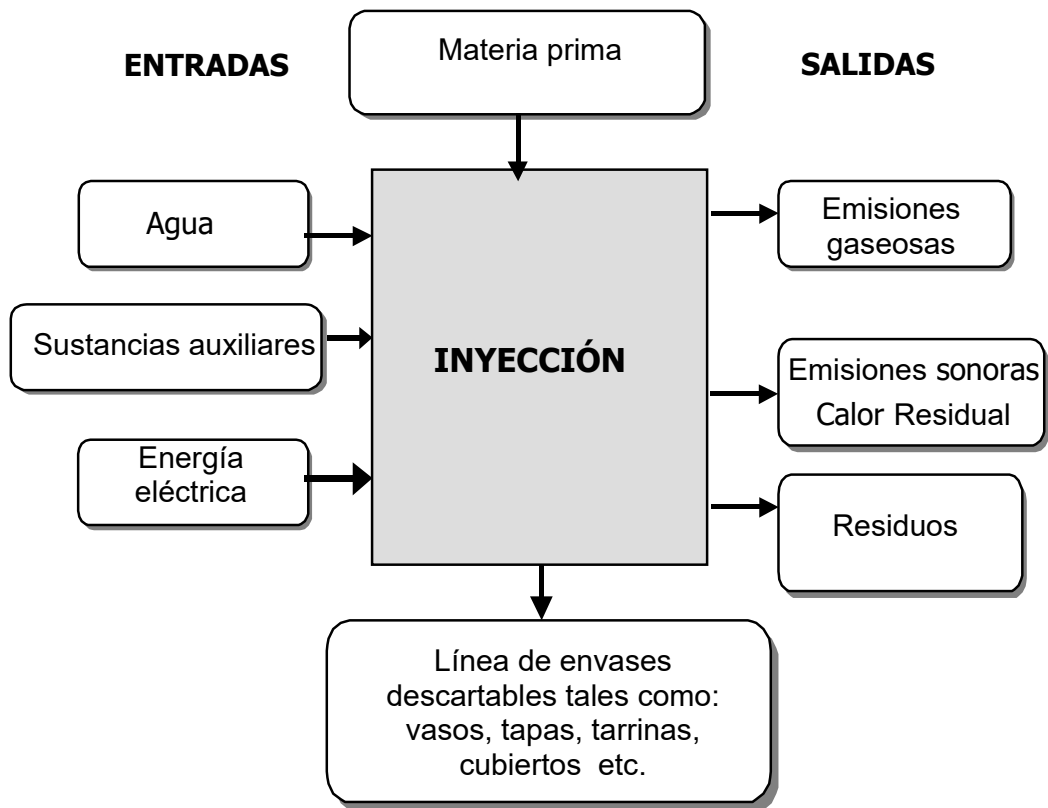 ENTRADAS
Materia prima
SALIDAS
Agua
Sustancias auxiliares
Energía
eléctrica
INYECCIÓN
Emisiones
gaseosas
Emisiones sonoras
Calor Residual
Residuos
Línea de envases
descartables tales como:
vasos, tapas, tarrinas,
cubiertos etc.